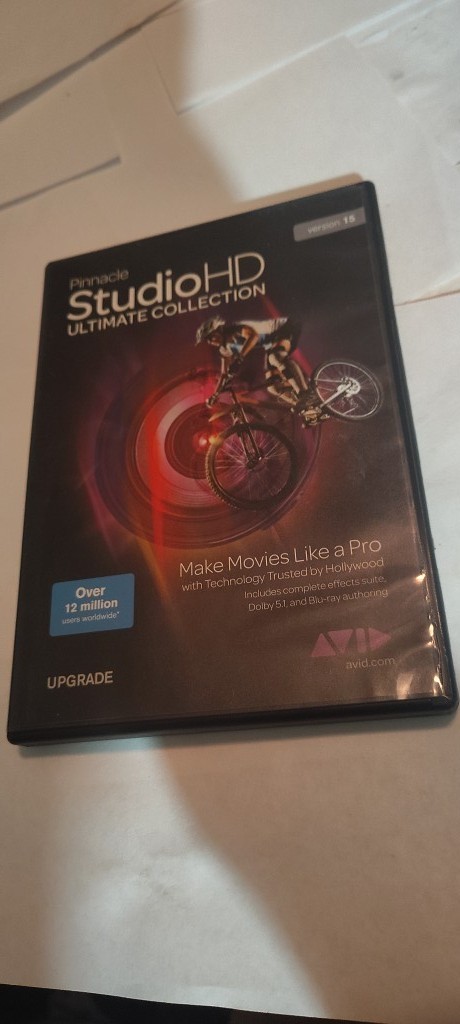 version 15
Pinnacle
StudioHD
ULTIMATE COLLECTION
Make Movies Like a Pro
with Technology Trusted by Hollywood
Includes complete effects suite,
Dolby 5.1, and Blu-ray authoring
Over
12 million
users worldwide*
AVID
avid.com
UPGRADE